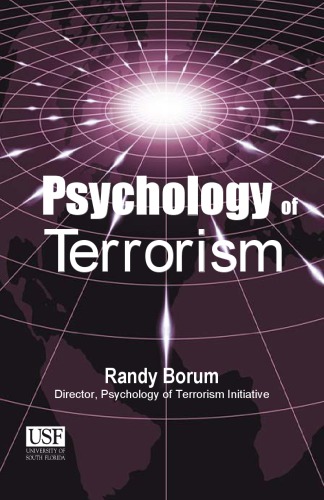 Psychology of
Terrorism
Randy Borum
Director, Psychology of Terrorism Initiative
USF
UNIVERSITY OF
SOUTH FLORIDA